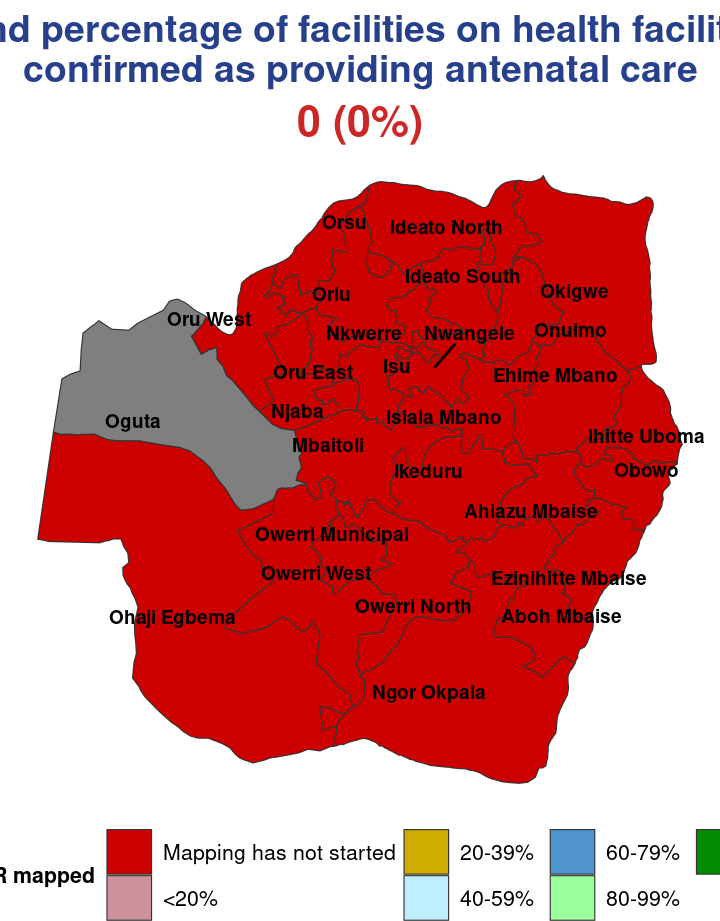 percentage of facilities on health
confirmed as providing antenatal care
0 (0%)
Orsu
Ideato North
Ideato South
Orlu
Okigwe
Oru West
Nkwerre
Nwangele
Onuimo
Isu
Oru East
Ehime Mbano
Njaba
Isiala Mbano
Oguta
Mbaitoli
Ihitte Uboma
Ikeduru
Obowo
Ahiazu Mbaise
Owerri Municipal
Owerri West
Ezinihitte Mbaise
Owerri North
Ohaji Egbema
Aboh Mbaise
Ngor Okpala
mapped
Mapping has not started
20-39%
60-79%
<20%
40-59%
80-99%